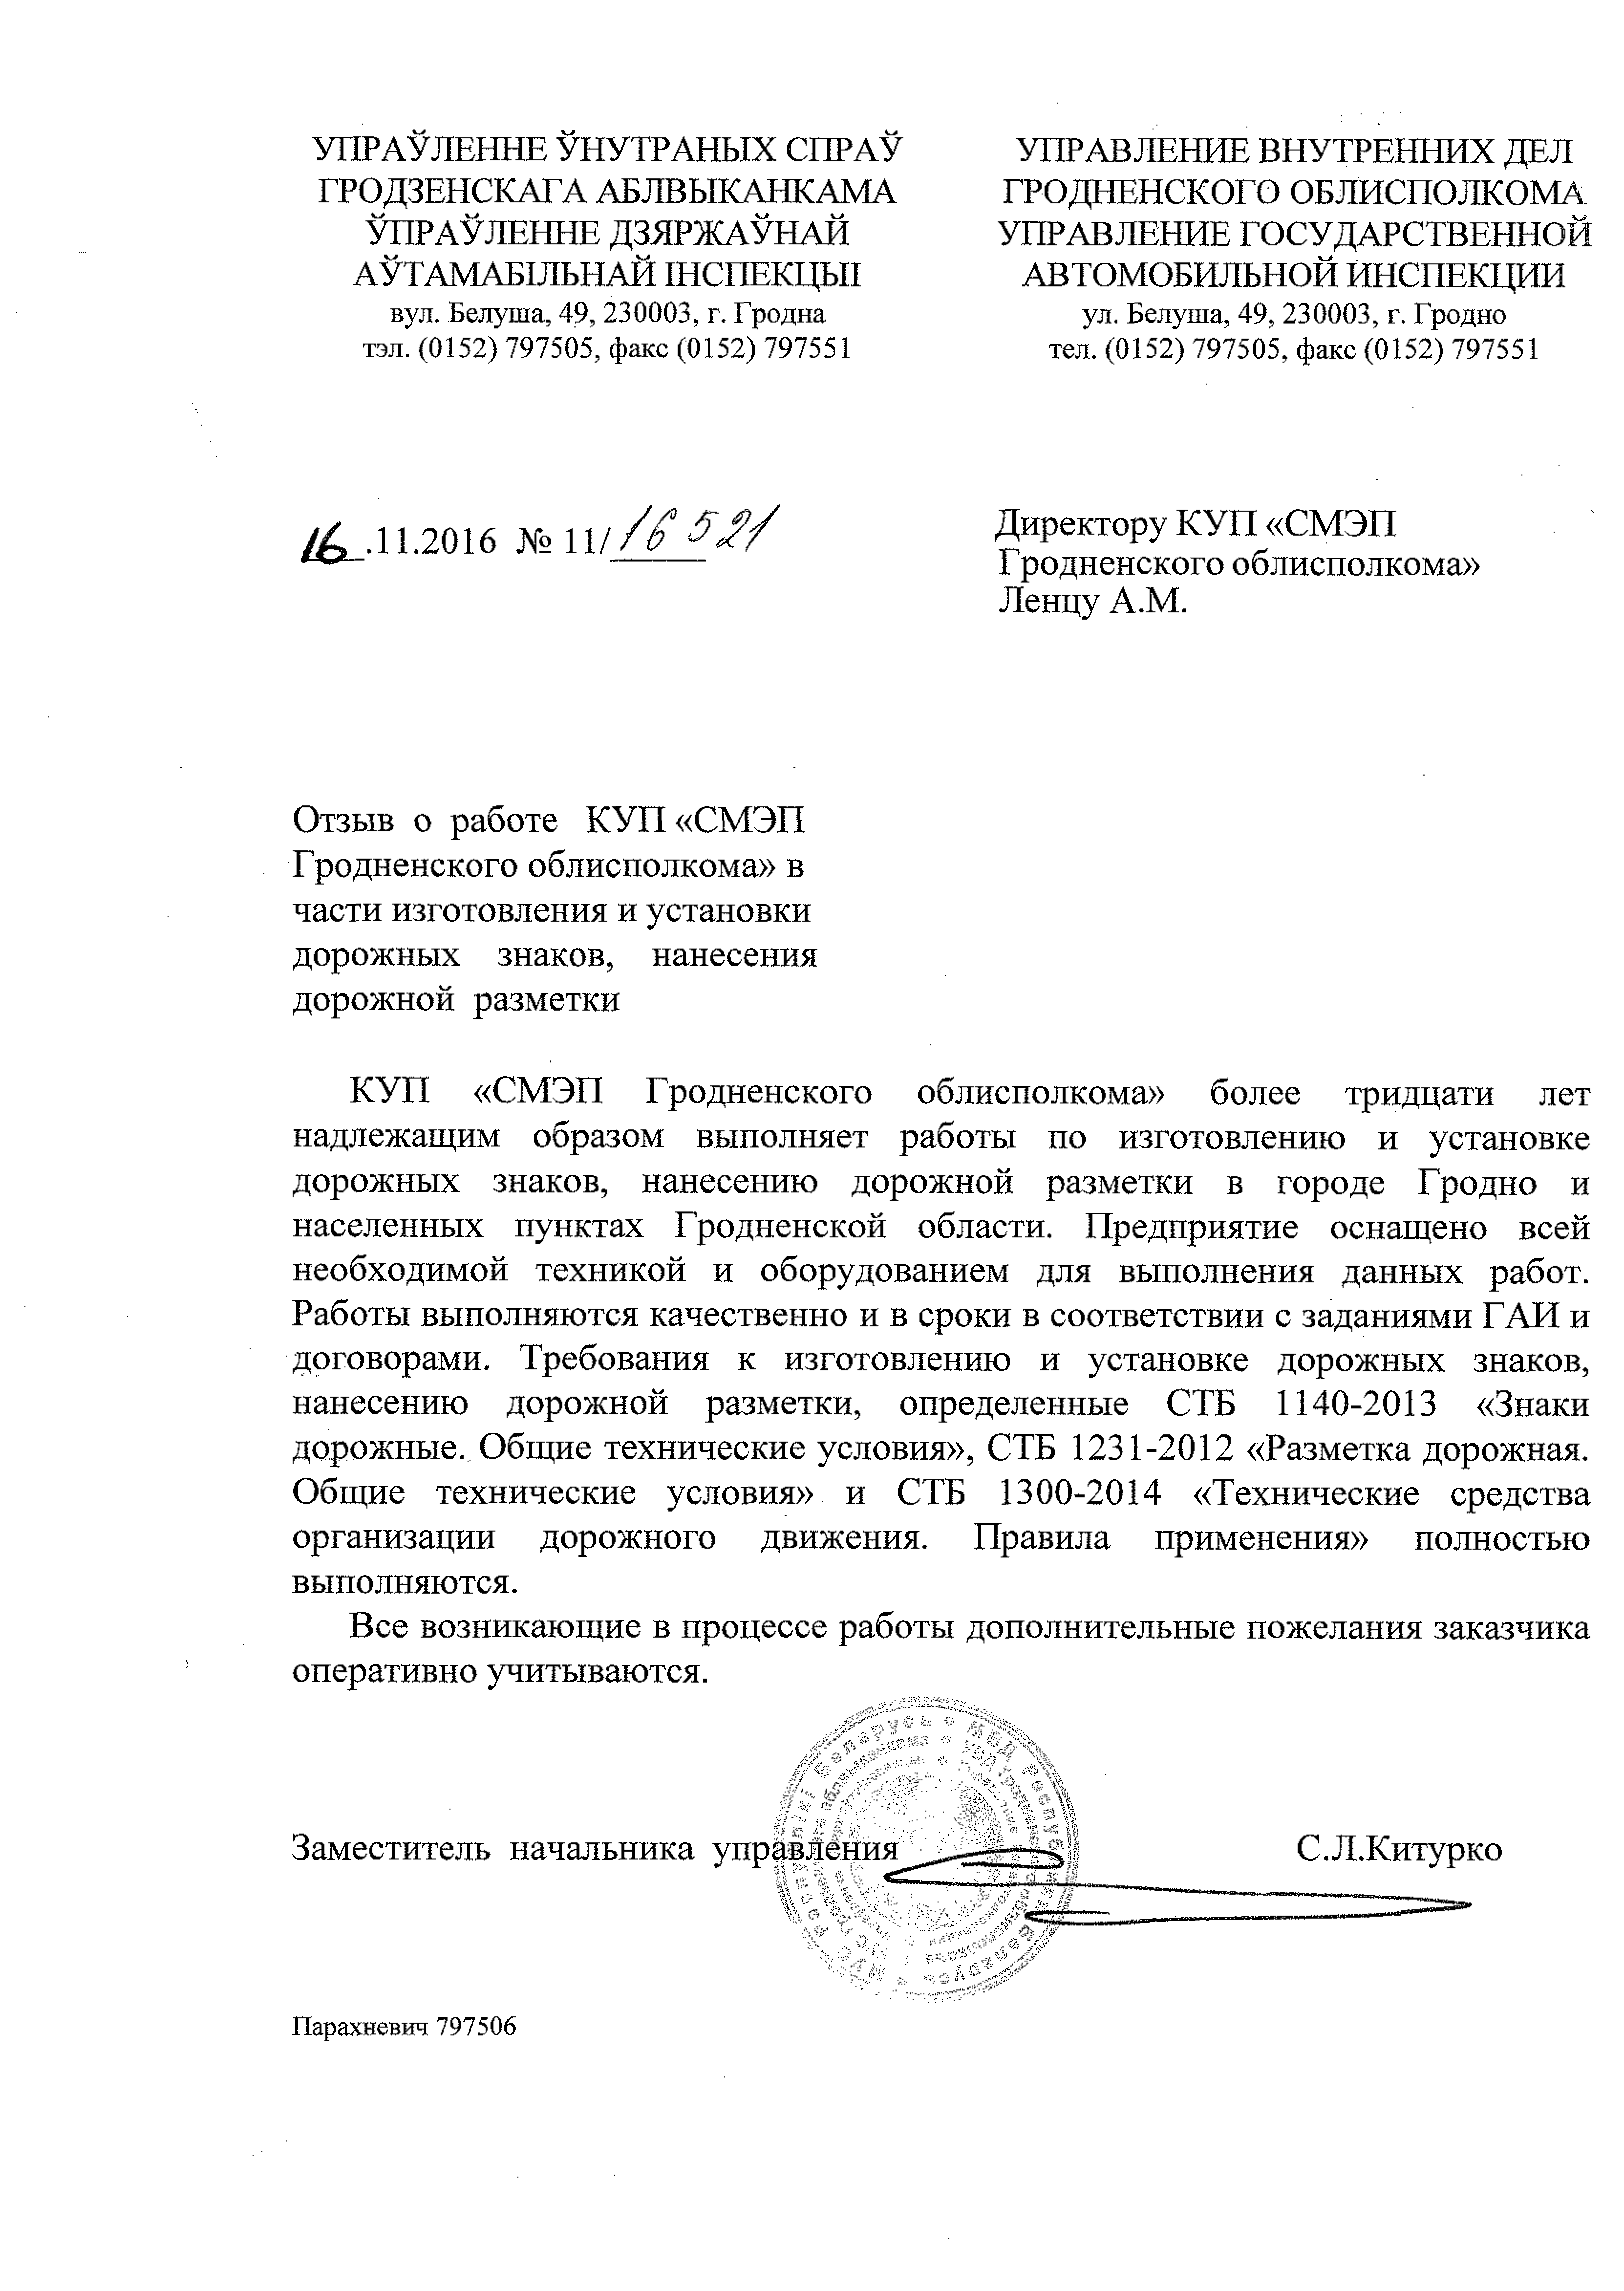 УПРАЎЛЕННЕ ЎНУТРАНЫХ СПРАЎ
ГРОДЗЕНСКАГА АБЛВЫКАНКАМА
ЎПРАЎЛЕННЕ ДЗЯРЖАЎНАЙ
АЎТАМАБІЛЬНАЙ ІНСПЕКЦЫІ
вул. Белуша, 49, 230003, г. Гродна
тэл. (0152) 797505, факс (0152) 797551
УПРАВЛЕНИЕ ВНУТРЕННИХ ДЕЛ
ГРОДНЕНСКОГО ОБЛИСПОЛКОМА
УПРАВЛЕНИЕ ГОСУДАРСТВЕННОЙ
АВТОМОБИЛЬНОЙ ИНСПЕКЦИИ
ул. Белуша, 49, 230003, г. Гродно
тел. (0152) 797505, факс (0152) 797551
16.11.2016 № 11/16521
Директору КУП «СМЭП
Гродненского облисполкома»
Ленцу А.М.
Отзыв о работе КУП «СМЭП
Гродненского облисполкома» в
части изготовления и установки
дорожных знаков, нанесения
дорожной разметки
КУП «СМЭП Гродненского облисполкома» более тридцати лет
надлежащим образом выполняет работы по изготовлению и установке
дорожных знаков, нанесению дорожной разметки в городе Гродно и
населенных пунктах Гродненской области. Предприятие оснащено всей
необходимой техникой и оборудованием для выполнения данных работ.
Работы выполняются качественно и в сроки в соответствии с заданиями ГАИ и
договорами. Требования к изготовлению и установке дорожных знаков,
нанесению дорожной разметки, определенные СТБ 1140-2013 «Знаки
дорожные. Общие технические условия», СТБ 1231-2012 «Разметка дорожная.
Общие технические условия» и СТБ 1300-2014 «Технические средства
организации дорожного движения. Правила применения» полностью
выполняются.
Все возникающие в процессе работы дополнительные пожелания заказчика
оперативно учитываются.
Заместитель начальника управления
С.Л.Китурко
Парахневич 797506